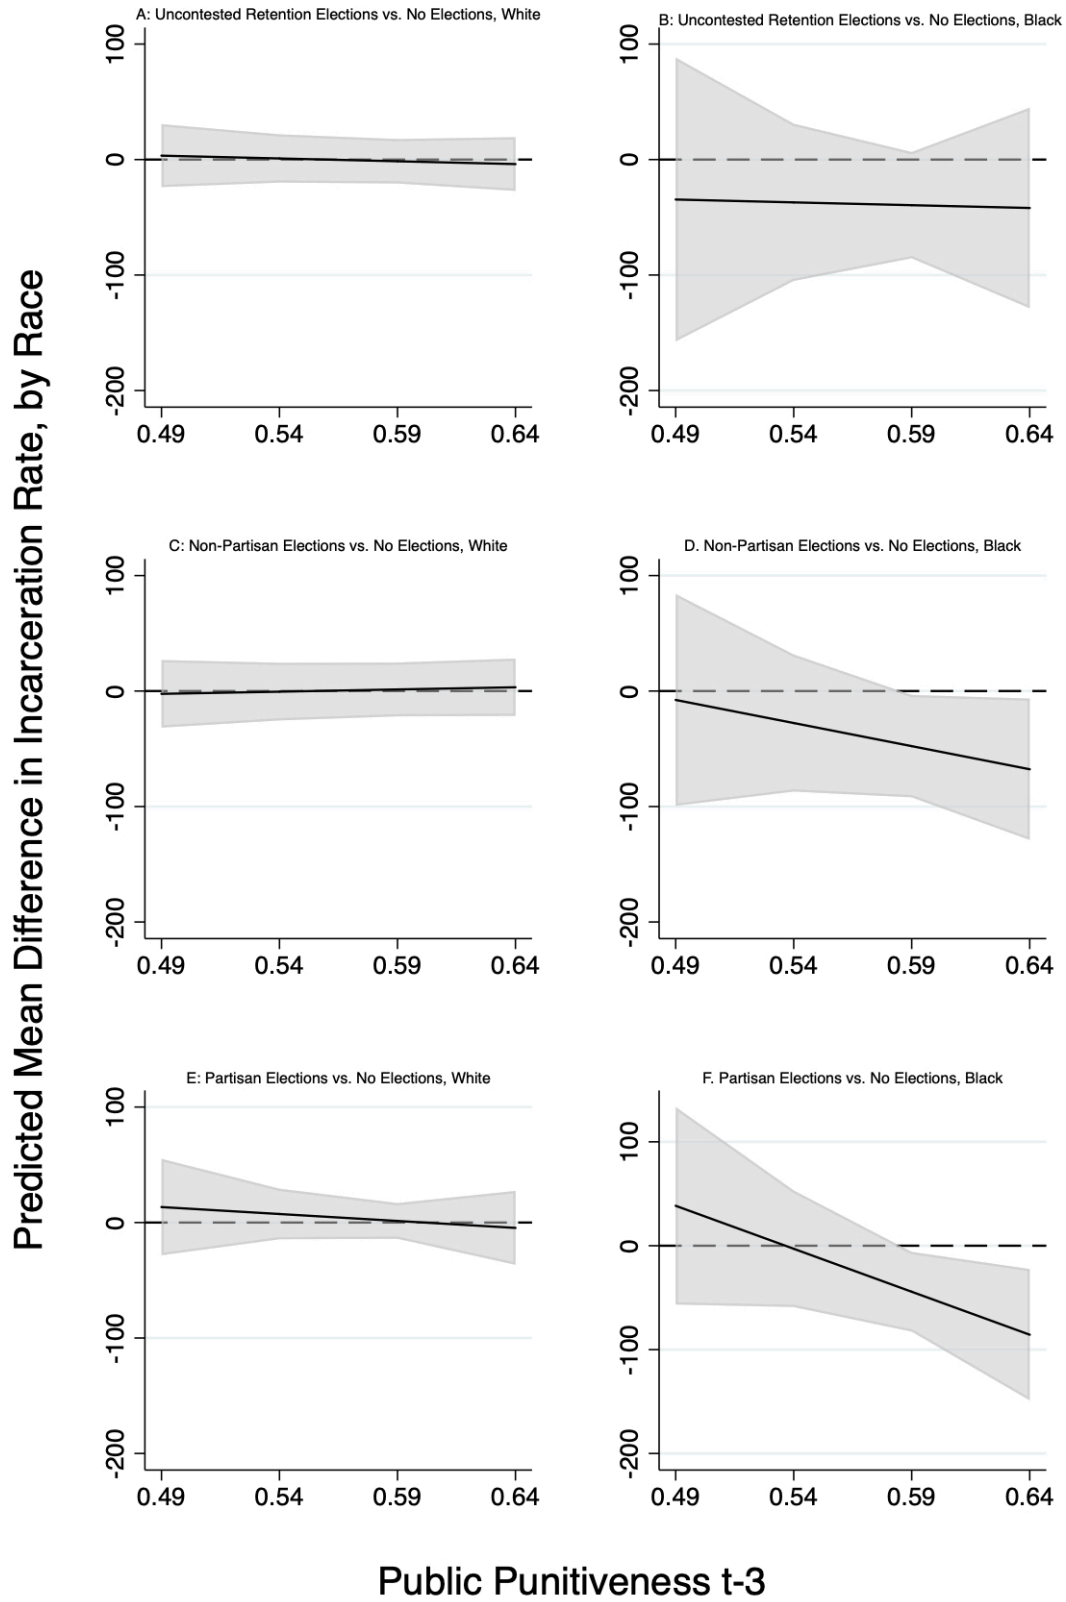 Predicted Mean Difference in Incarceration Rate, by Race
A: Uncontested Retention Elections vs. No Elections, White
100
0
-100
-200
0.49 0.54 0.59 0.64
B: Uncontested Retention Elections vs. No Elections, Black
100
0
-100
-200
0.49 0.54 0.59 0.64
C: Non-Partisan Elections vs. No Elections, White
100
0
-100
-200
0.49 0.54 0.59 0.64
D. Non-Partisan Elections vs. No Elections, Black
100
0
-100
-200
0.49 0.54 0.59 0.64
E: Partisan Elections vs. No Elections, White
100
0
-100
-200
0.49 0.54 0.59 0.64
F. Partisan Elections vs. No Elections, Black
100
0
-100
-200
0.49 0.54 0.59 0.64
Public Punitiveness t-3